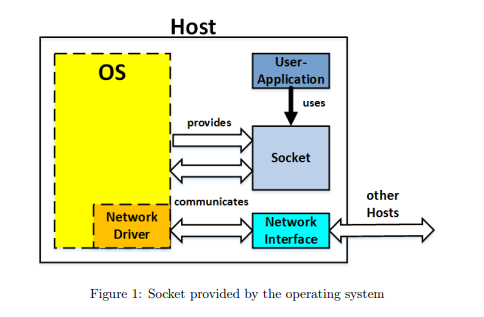 Host
OS
User-
Application
uses
provides
Socket
communicates
other
Hosts
Network
Driver
Network
Interface
Figure 1: Socket provided by the operating system